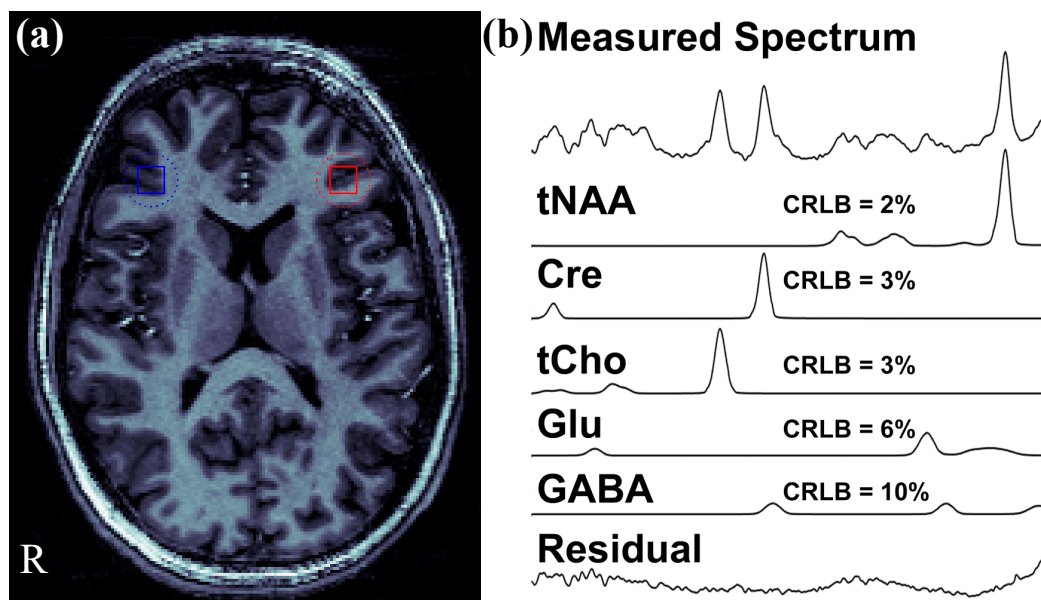 (a)
R
(b) Measured Spectrum
tNAA
CRLB = 2%
Cre
CRLB = 3%
tCho
CRLB = 3%
Glu
CRLB = 6%
GABA
CRLB = 10%
Residual